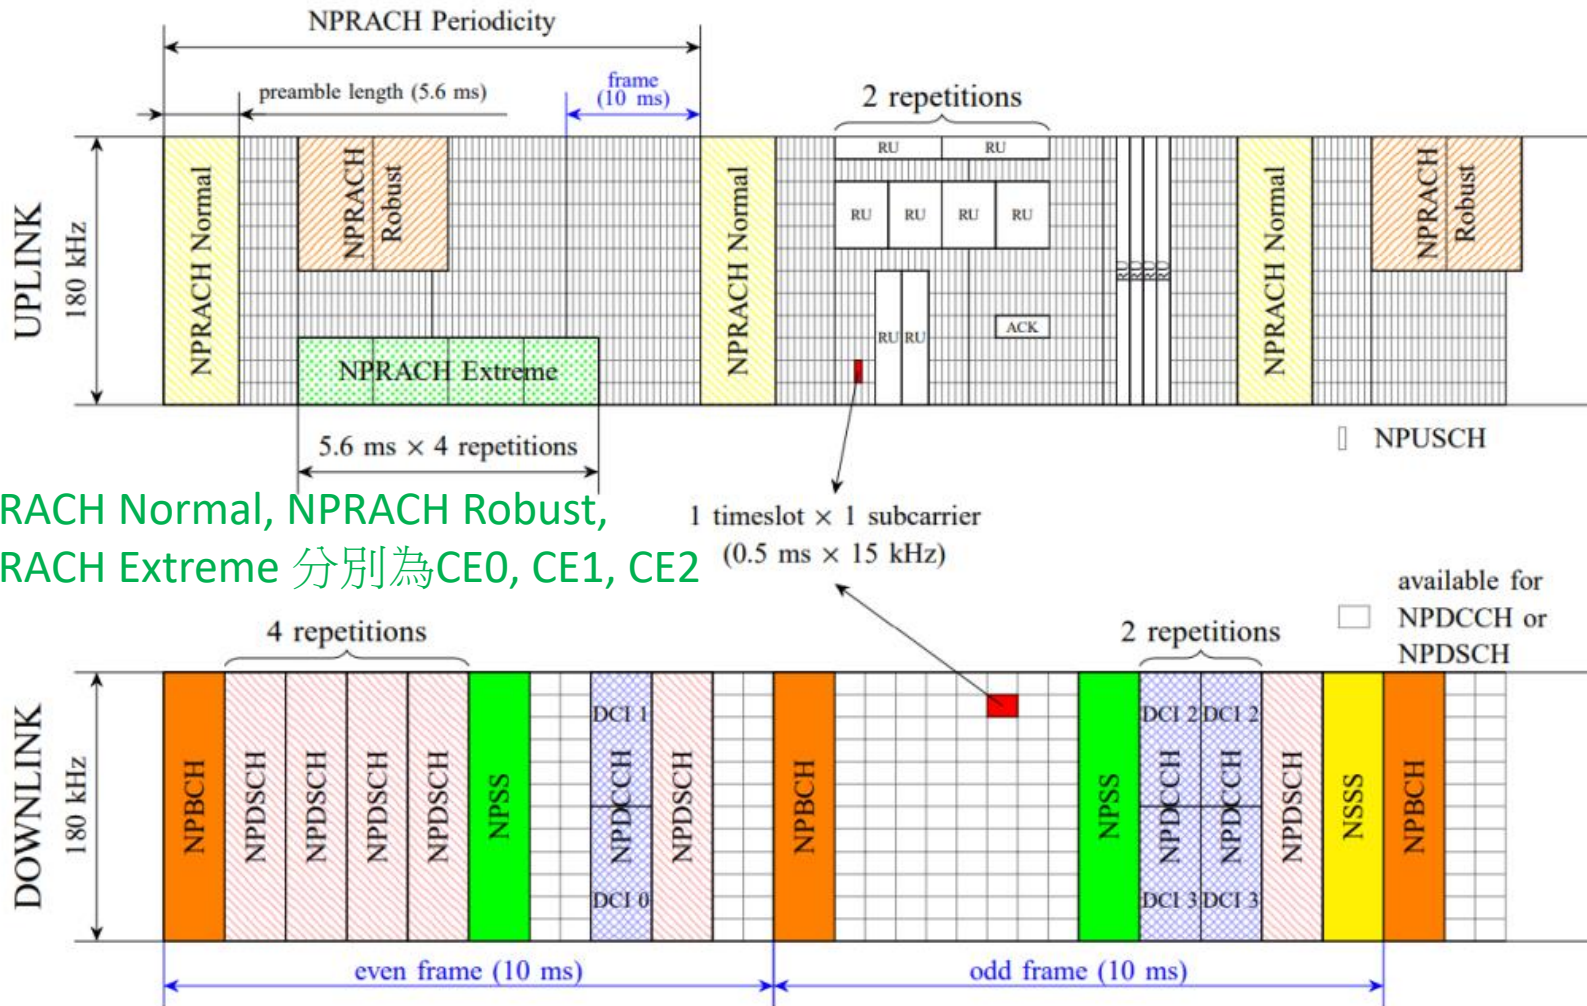 NPRACH Periodicity
preamble length (5.6 ms)
frame
(10 ms)
2 repetitions
UPLINK
180 kHz
NPRACH Normal
NPRACH
Robust
NPRACH Extreme
NPRACH Normal
RU
RU
RU
RU
RU
RU
RU
RU
ACK
RU
RU
RU
RU
NPRACH Normal
NPRACH
Robust
5.6 ms × 4 repetitions
NPUSCH
RACH Normal, NPRACH Robust,
RACH Extreme 分別為CE0, CE1, CE2
1 timeslot × 1 subcarrier
(0.5 ms × 15 kHz)
available for
NPDCCH or
NPDSCH
4 repetitions
2 repetitions
DOWNLINK
180 kHz
NPBCH
NPDSCH
NPDSCH
NPDSCH
NPDSCH
NPSS
DCI 1
NPDCCH
DCI 0
NPDSCH
NPBCH
NPSS
DCI 2
NPDCCH
DCI 3
DCI 2
NPDCCH
DCI 3
NPDSCH
NSSS
NPBCH
even frame (10 ms)
odd frame (10 ms)